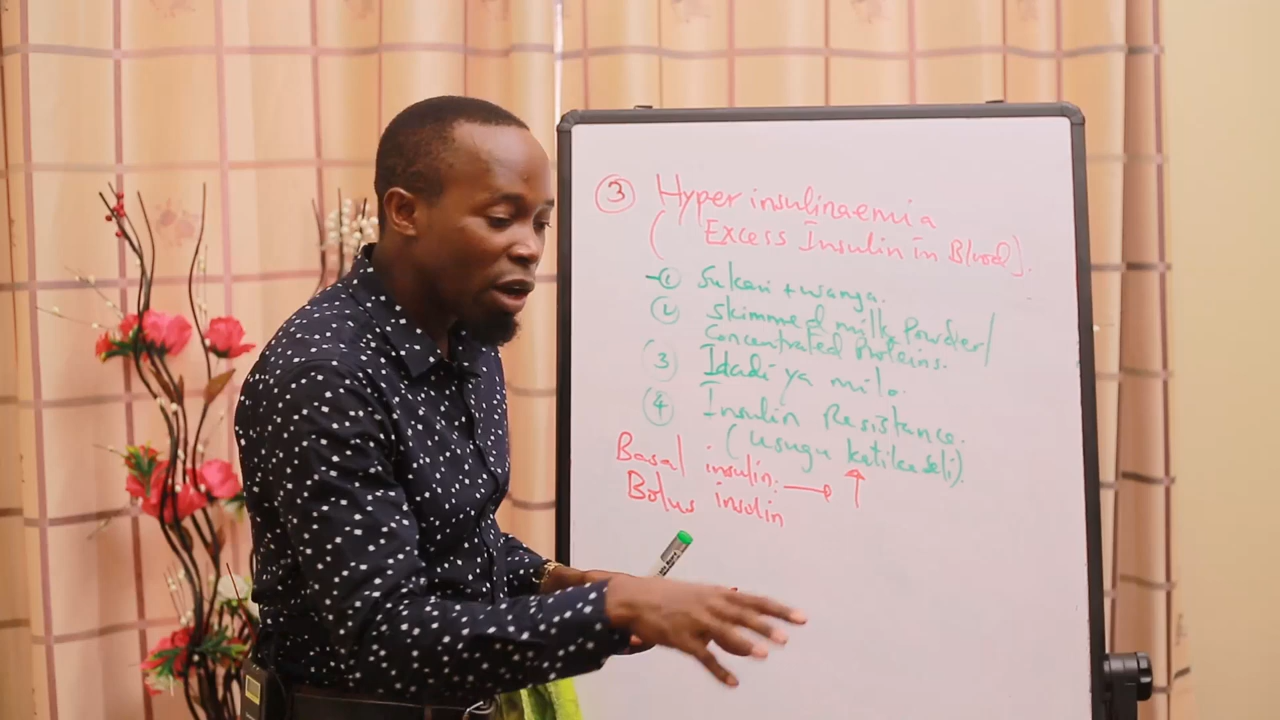 ③ Hyperinsulinaemia
( Excess Insulin in Blood).
① Sukari + wanga.
② Skimmed milk Powder/
Concentrated Proteins.
③ Idadi ya milo.
④ Insulin Resistance.
(usugu katika seli).
Basal insulin. → ↑
Bolus insulin